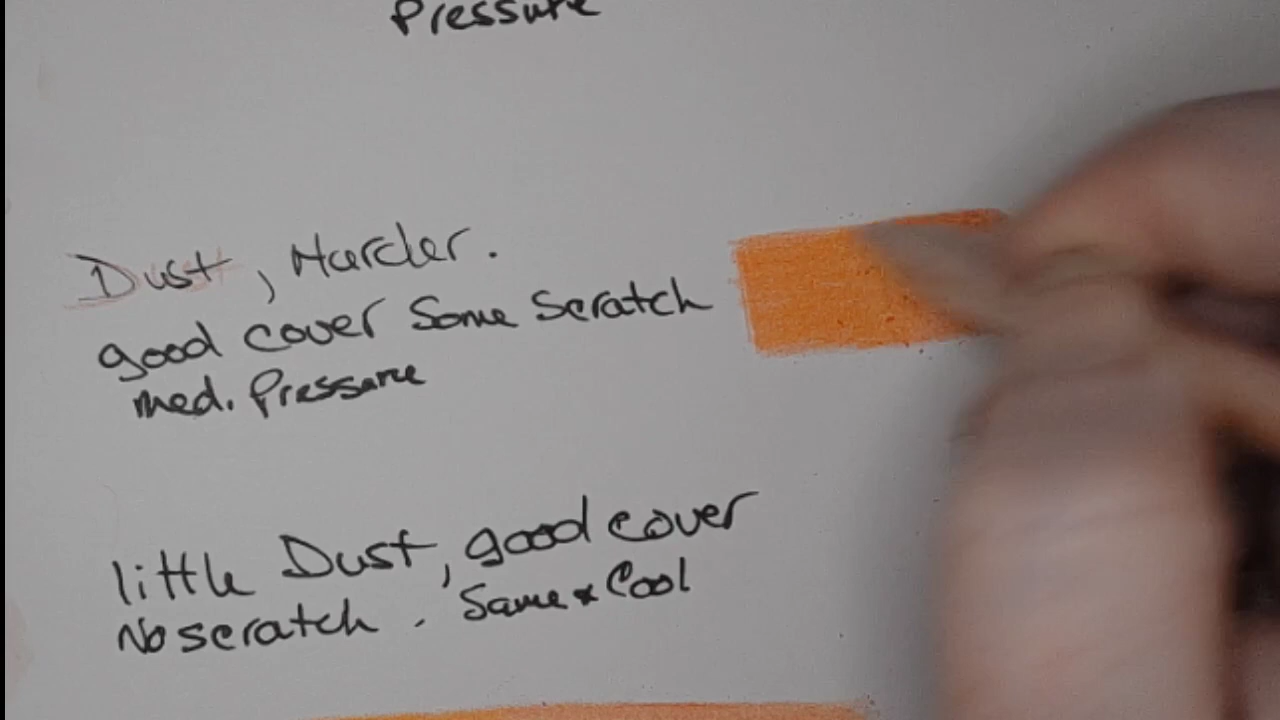 Pressure
Dust, Harder.
good cover Some Scratch
med. Pressure
little Dust, good cover
No scratch . Same * Cool